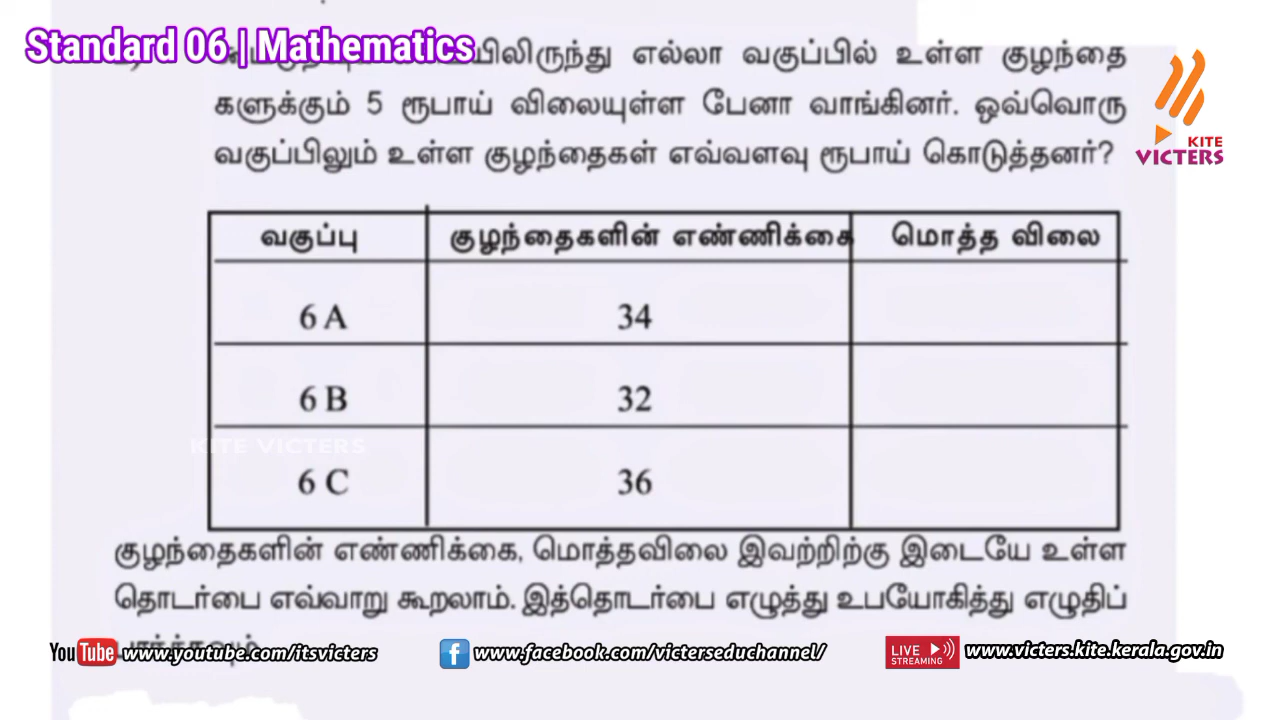 Standard 06 | Mathematics
எல்லா வகுப்பில் உள்ள குழந்தை
களுக்கும் 5 ரூபாய் விலையுள்ள பேனா வாங்கினர். ஒவ்வொரு
வகுப்பிலும் உள்ள குழந்தைகள் எவ்வளவு ரூபாய் கொடுத்தனர்?
KITE
VICTERS
வகுப்பு குழந்தைகளின் எண்ணிக்கை மொத்த விலை
6 A 34
6 B 32
KITE VICTERS
6 C 36
குழந்தைகளின் எண்ணிக்கை, மொத்தவிலை இவற்றிற்கு இடையே உள்ள
தொடர்பை எவ்வாறு கூறலாம். இத்தொடர்பை எழுத்து உபயோகித்து எழுதிப்
YouTube www.youtube.com/itsvicters
f www.facebook.com/victerseduchannel/
LIVE STREAMING www.victers.kite.kerala.gov.in